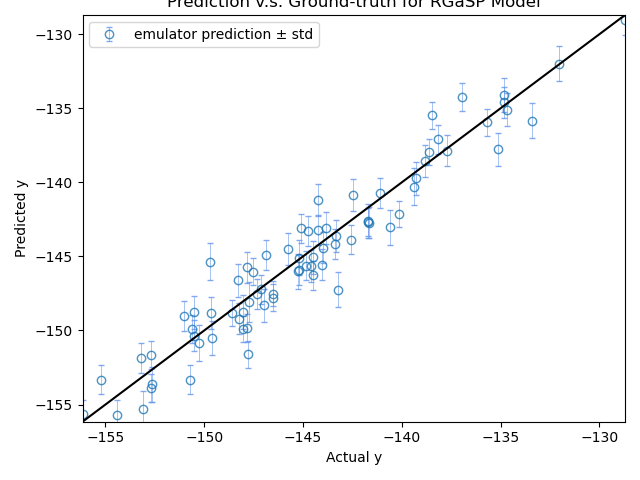 Prediction v.s. Ground-truth for RGaSP Model
emulator prediction ± std
−130
−135
−140
−145
−150
−155
Predicted y
−155 −150 −145 −140 −135 −130
Actual y